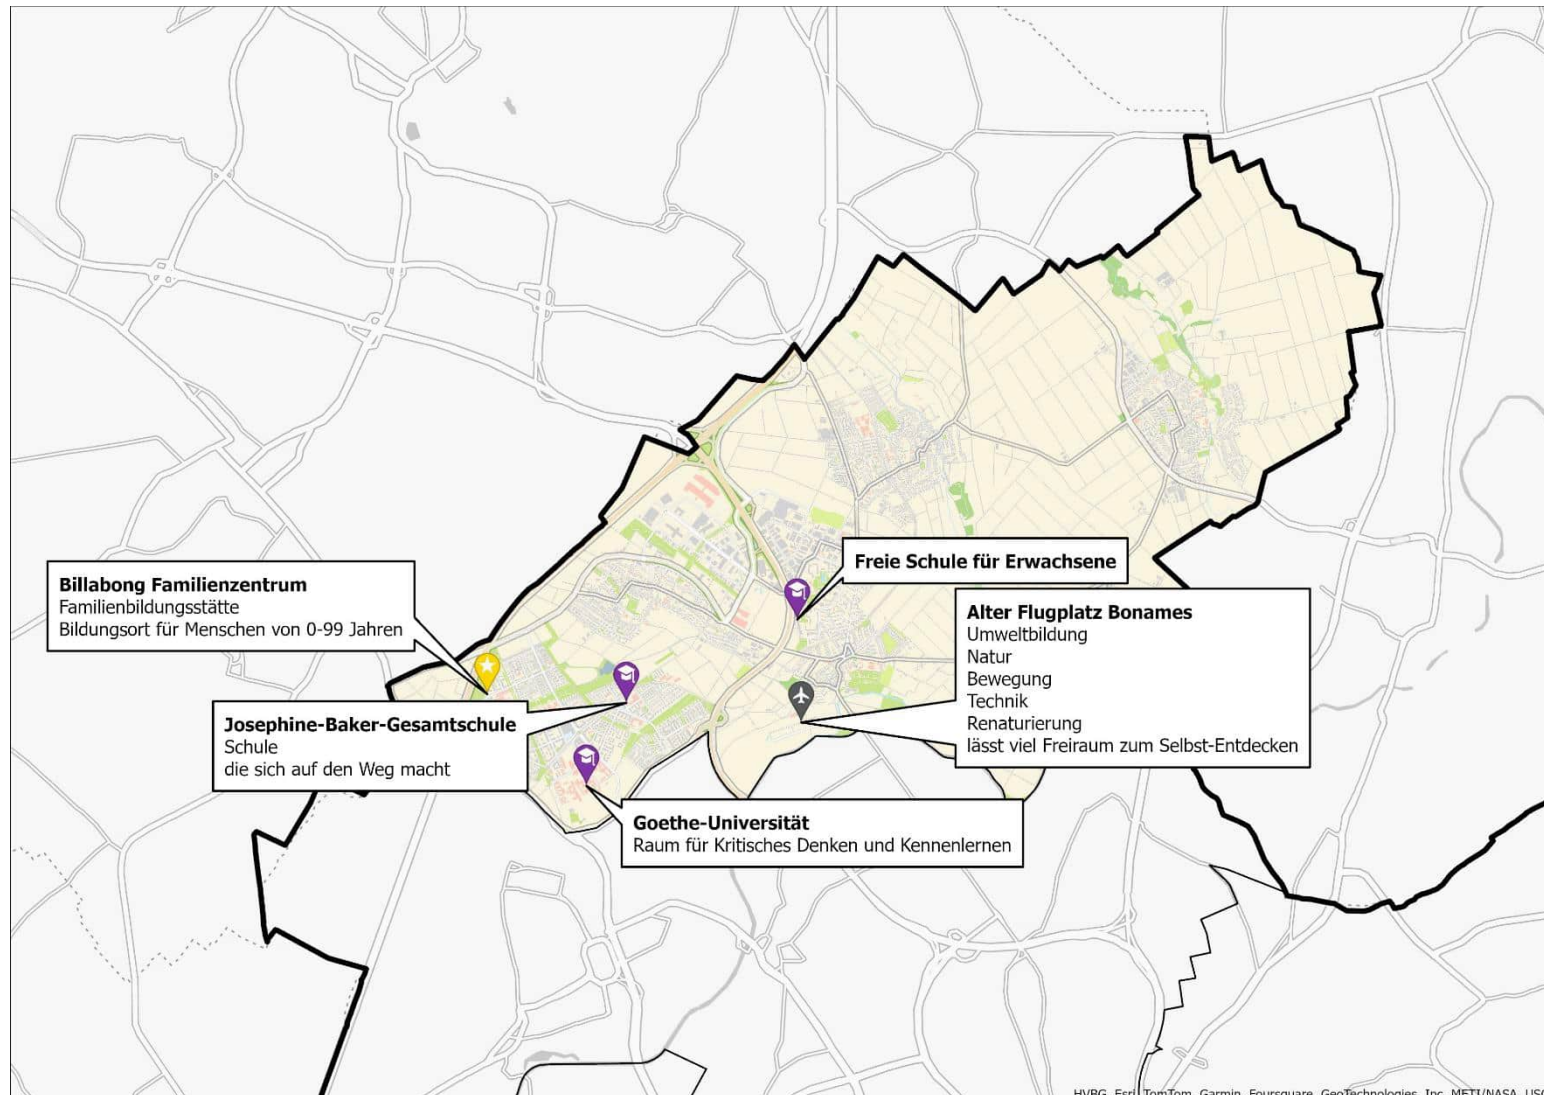 Freie Schule für Erwachsene
Billabong Familienzentrum
Familienbildungsstätte
Bildungsort für Menschen von 0-99 Jahren
Alter Flugplatz Bonames
Umweltbildung
Natur
Bewegung
Technik
Renaturierung
lässt viel Freiraum zum Selbst-Entdecken
Josephine-Baker-Gesamtschule
Schule
die sich auf den Weg macht
Goethe-Universität
Raum für Kritisches Denken und Kennenlernen
HVBG, Esri, TomTom, Garmin, Foursquare, GeoTechnologies, Inc, METI/NASA, USG